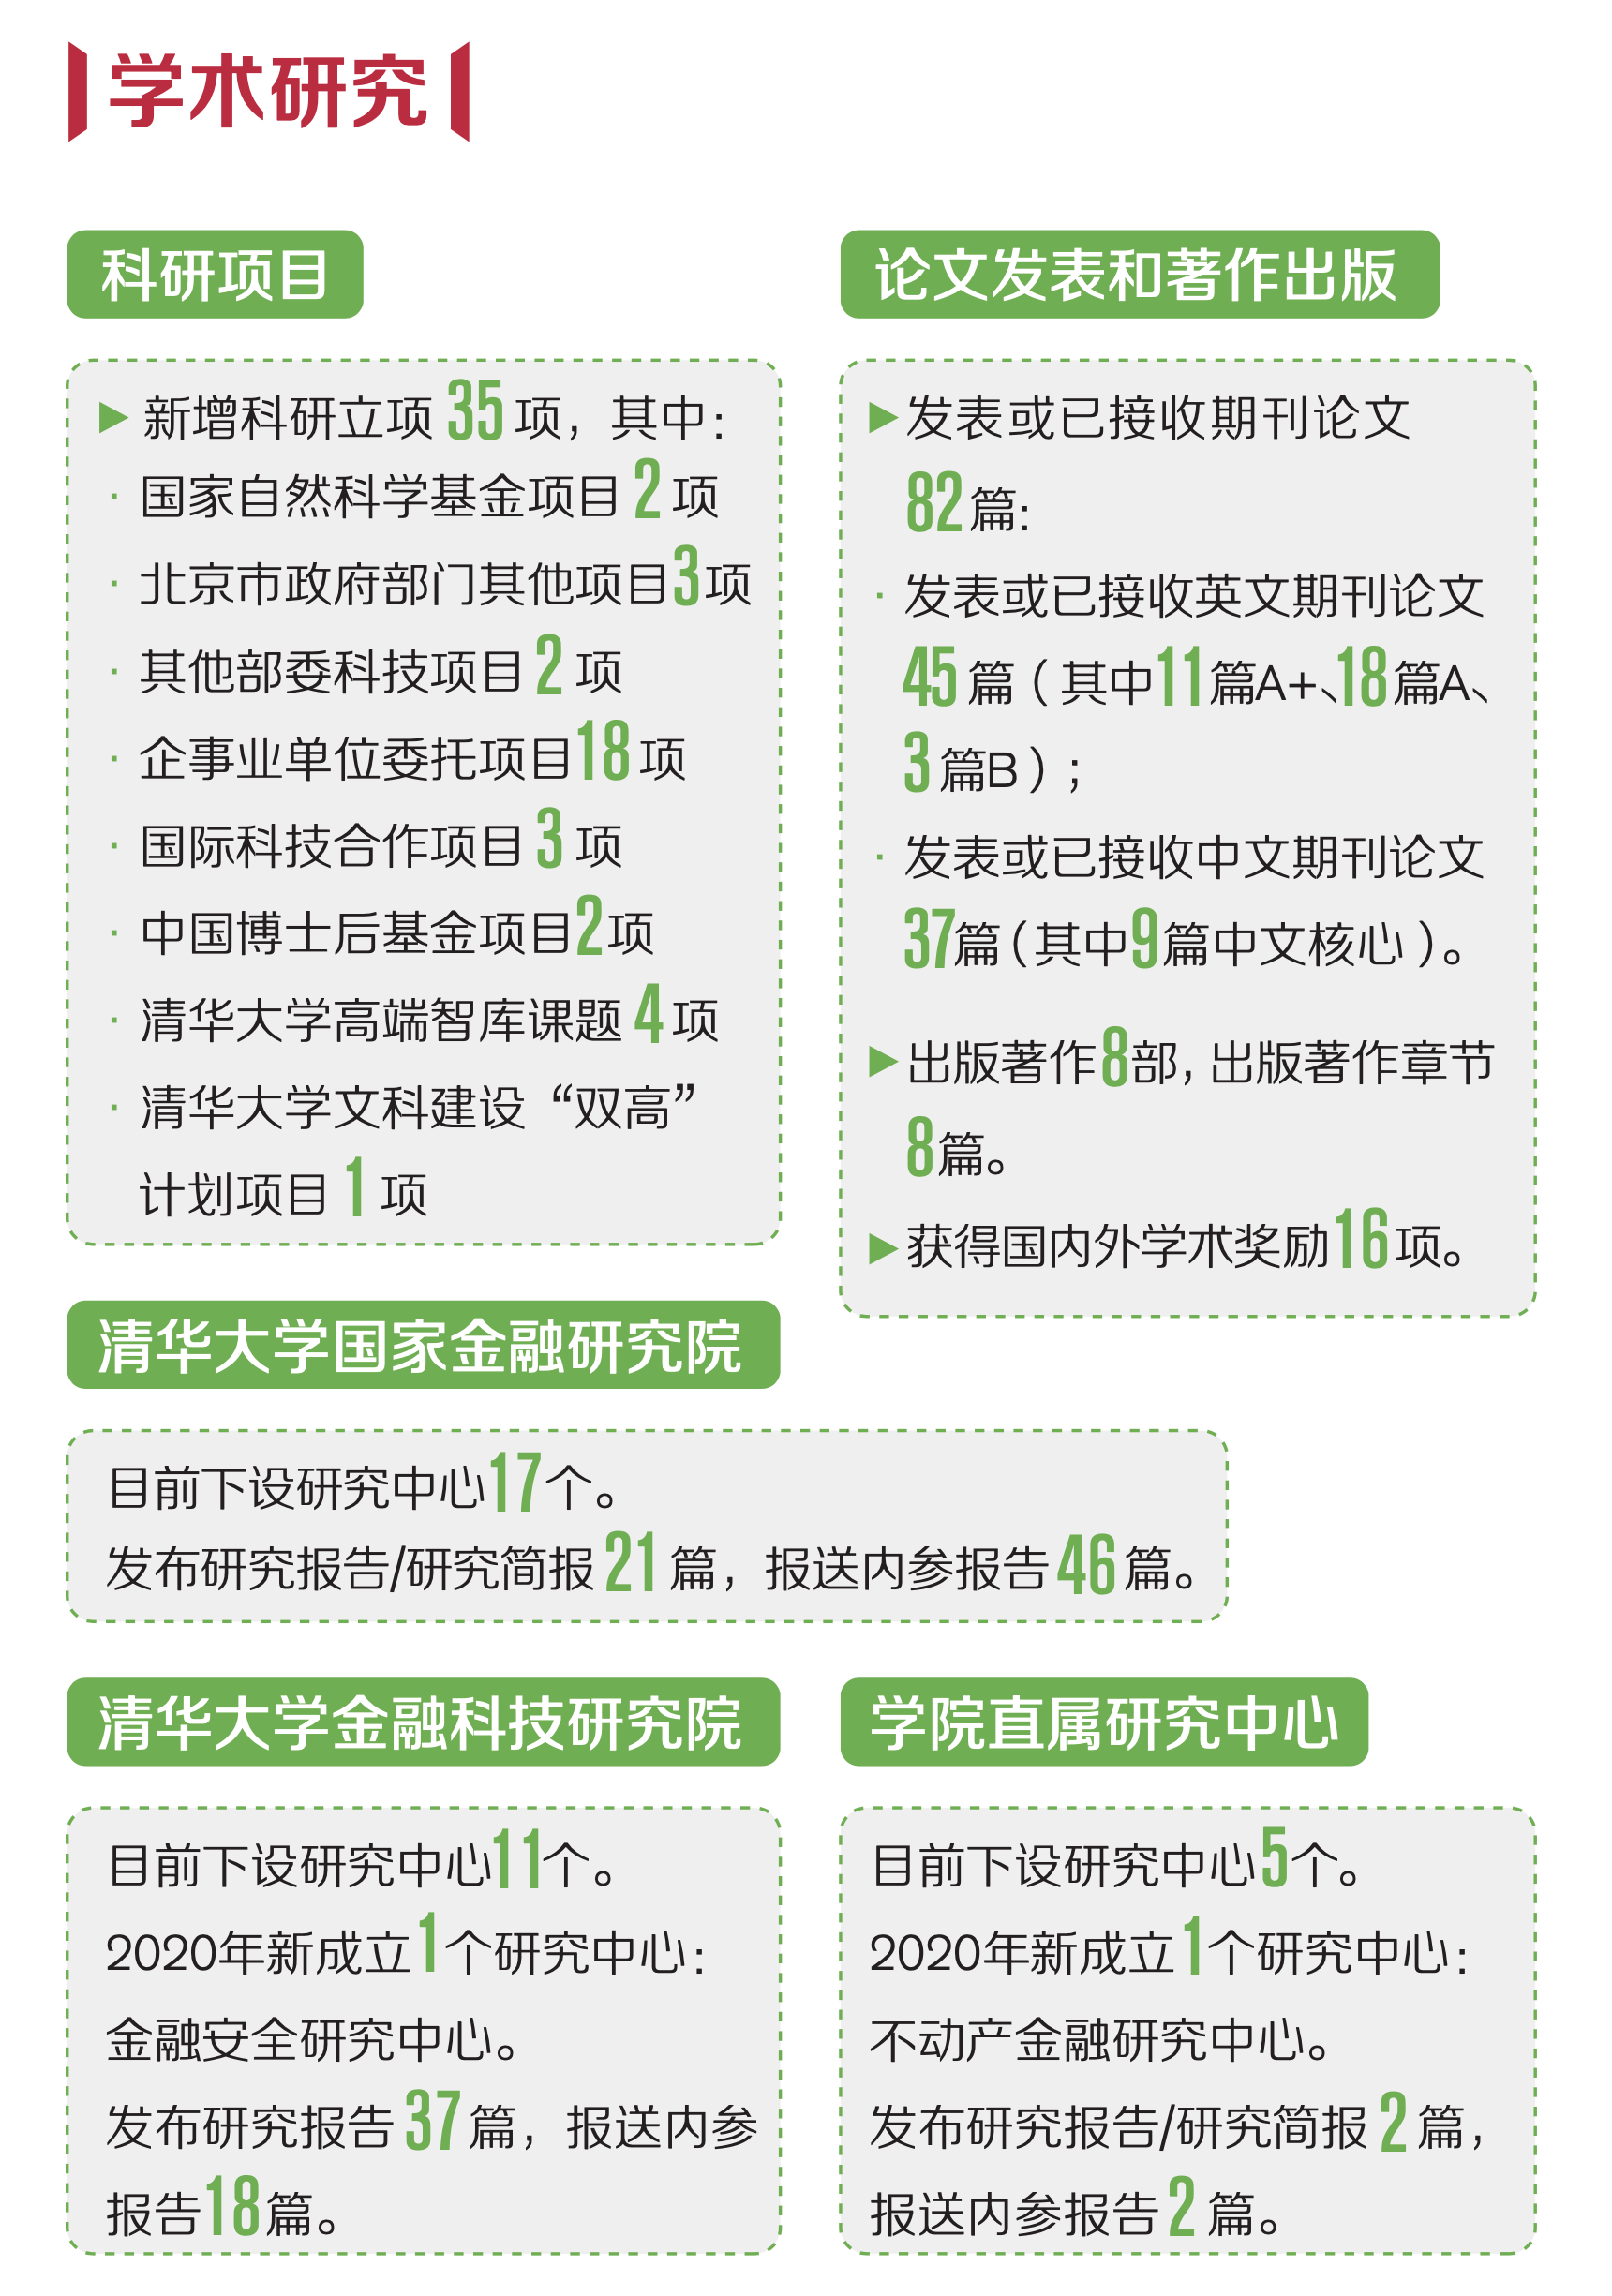 学术研究
科研项目
新增科研立项 35 项，其中：
· 国家自然科学基金项目 2 项
· 北京市政府部门其他项目3项
· 其他部委科技项目 2 项
· 企事业单位委托项目18 项
· 国际科技合作项目 3 项
· 中国博士后基金项目2项
· 清华大学高端智库课题 4 项
· 清华大学文科建设“双高”
计划项目 1 项
论文发表和著作出版
发表或已接收期刊论文
82篇：
· 发表或已接收英文期刊论文
45 篇（其中11篇A+、18篇A、
3 篇B）；
· 发表或已接收中文期刊论文
37篇（其中9篇中文核心）。
出版著作8部，出版著作章节
8篇。
获得国内外学术奖励16项。
清华大学国家金融研究院
目前下设研究中心17个。
发布研究报告/研究简报 21 篇，报送内参报告 46 篇。
清华大学金融科技研究院
目前下设研究中心11个。
2020年新成立1个研究中心：
金融安全研究中心。
发布研究报告 37 篇，报送内参
报告18篇。
学院直属研究中心
目前下设研究中心5个。
2020年新成立1个研究中心：
不动产金融研究中心。
发布研究报告/研究简报 2 篇，
报送内参报告 2 篇。